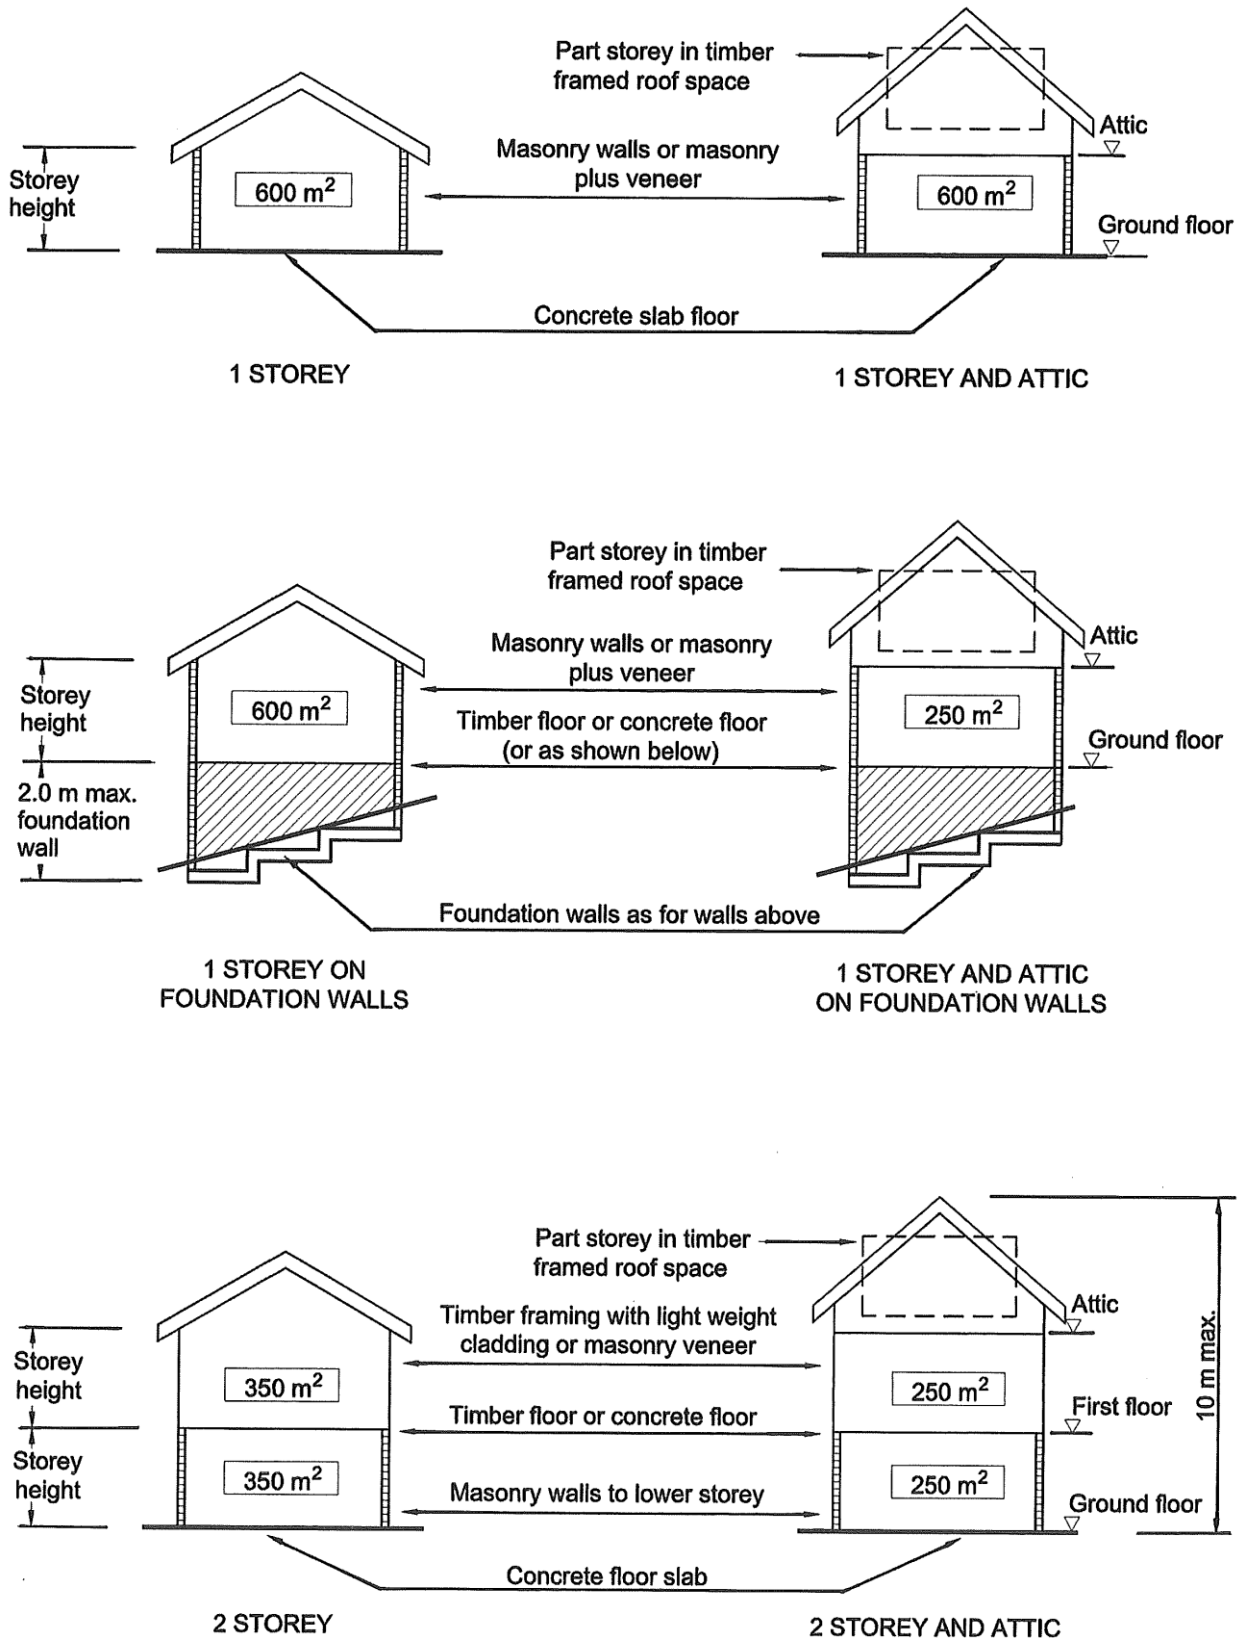 Part storey in timber
framed roof space
Attic
Masonry walls or masonry
plus veneer
Storey
height
600 m²
600 m²
Ground floor
Concrete slab floor
1 STOREY
1 STOREY AND ATTIC
Part storey in timber
framed roof space
Attic
Masonry walls or masonry
plus veneer
Storey
height
600 m²
250 m²
Timber floor or concrete floor
(or as shown below)
Ground floor
2.0 m max.
foundation
wall
Foundation walls as for walls above
1 STOREY ON
FOUNDATION WALLS
1 STOREY AND ATTIC
ON FOUNDATION WALLS
Part storey in timber
framed roof space
Attic
Timber framing with light weight
cladding or masonry veneer
10 m max.
Storey
height
350 m²
250 m²
Timber floor or concrete floor
First floor
Storey
height
350 m²
250 m²
Masonry walls to lower storey
Ground floor
Concrete floor slab
2 STOREY
2 STOREY AND ATTIC